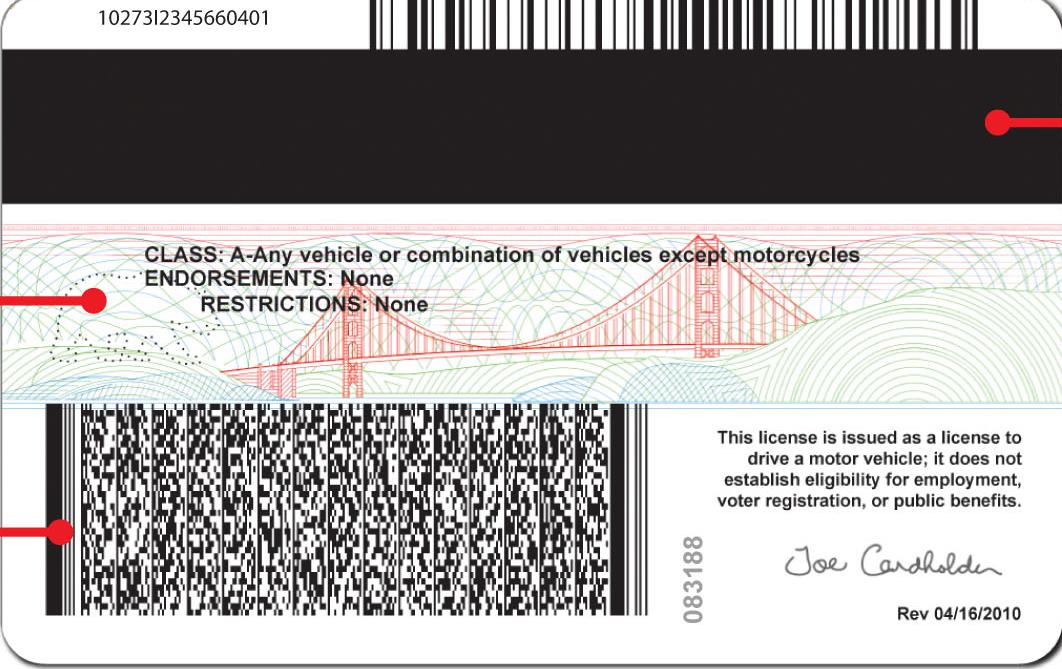 10273I2345660401
CLASS: A-Any vehicle or combination of vehicles except motorcycles
ENDORSEMENTS: None
RESTRICTIONS: None
This license is issued as a license to
drive a motor vehicle; it does not
establish eligibility for employment,
voter registration, or public benefits.
083188
Joe Cardholder
Rev 04/16/2010